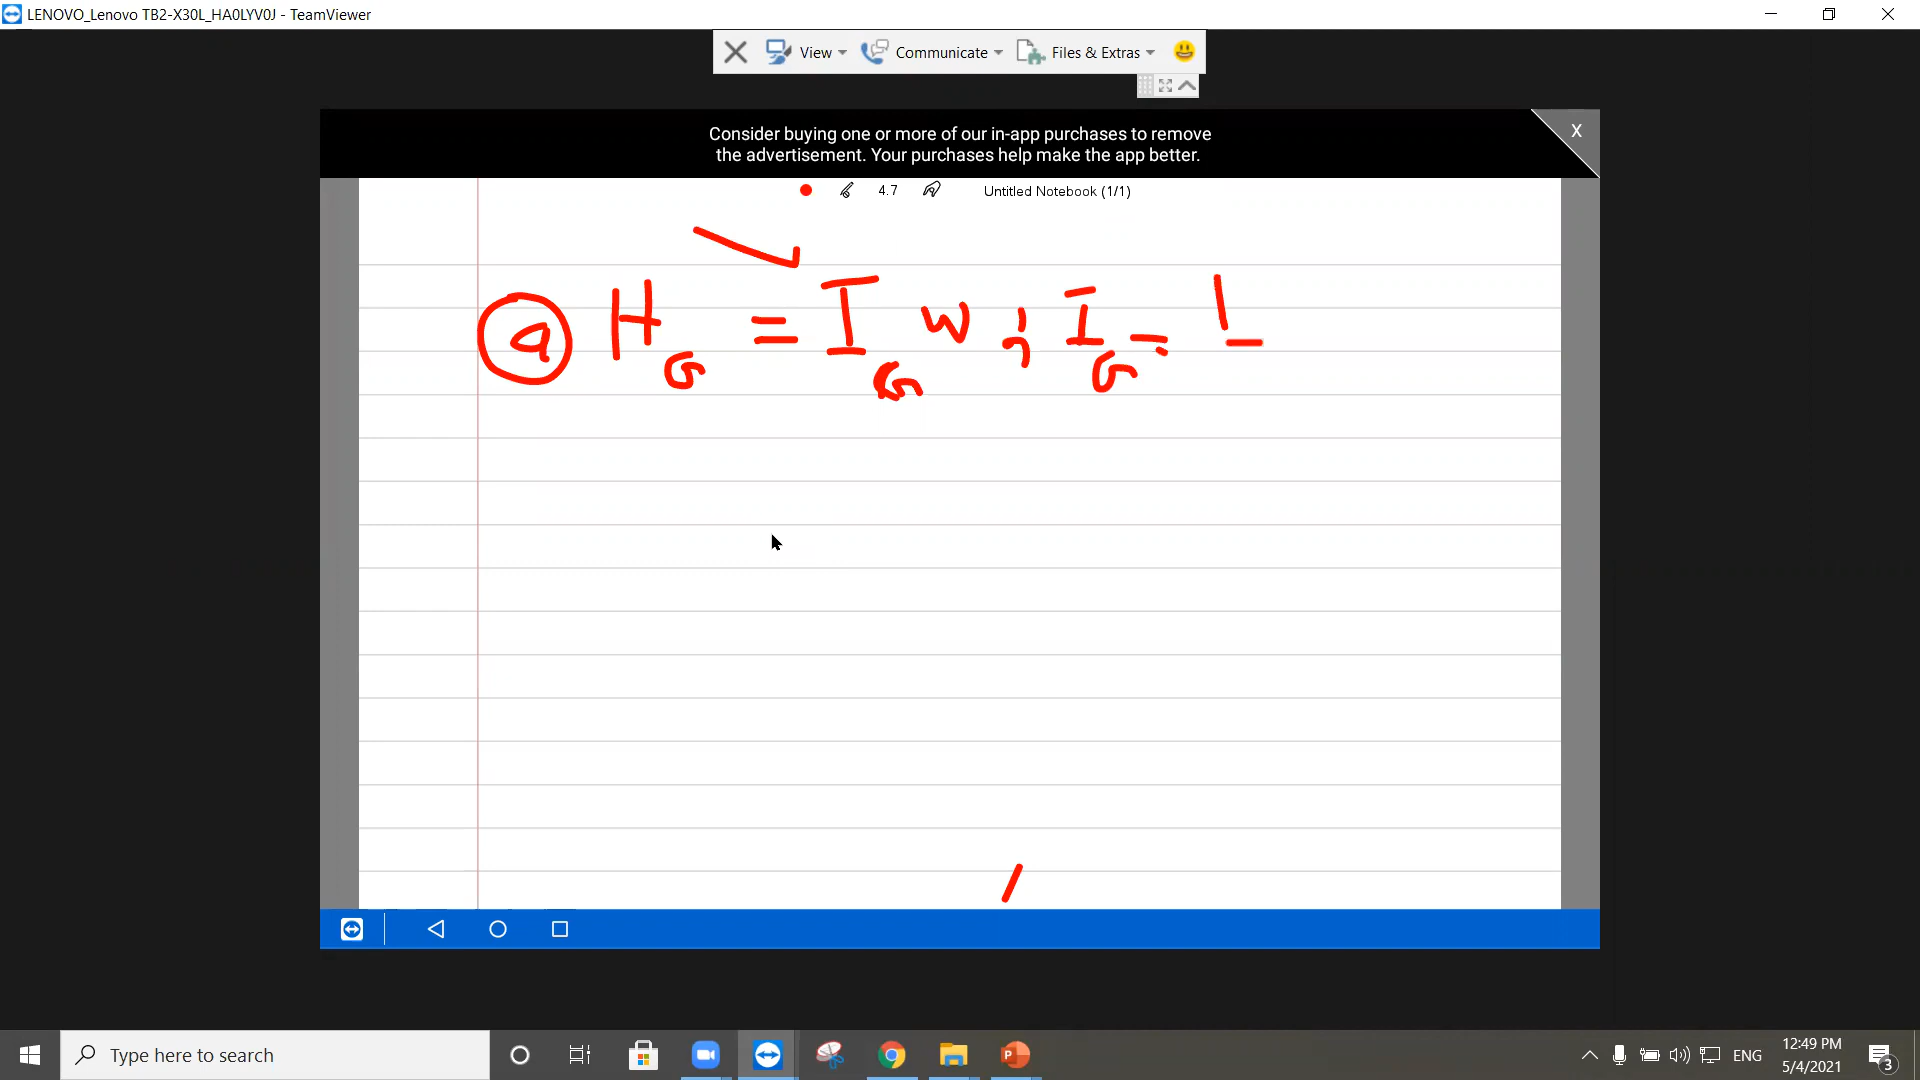 LENOVO_Lenovo TB2-X30L_HA0LYV0J - TeamViewer
View Communicate Files & Extras
Consider buying one or more of our in-app purchases to remove
the advertisement. Your purchases help make the app better.
X
4.7 Untitled Notebook (1/1)
a H_G = I_G w ; I_G = 1
Type here to search
ENG
12:49 PM
5/4/2021
3